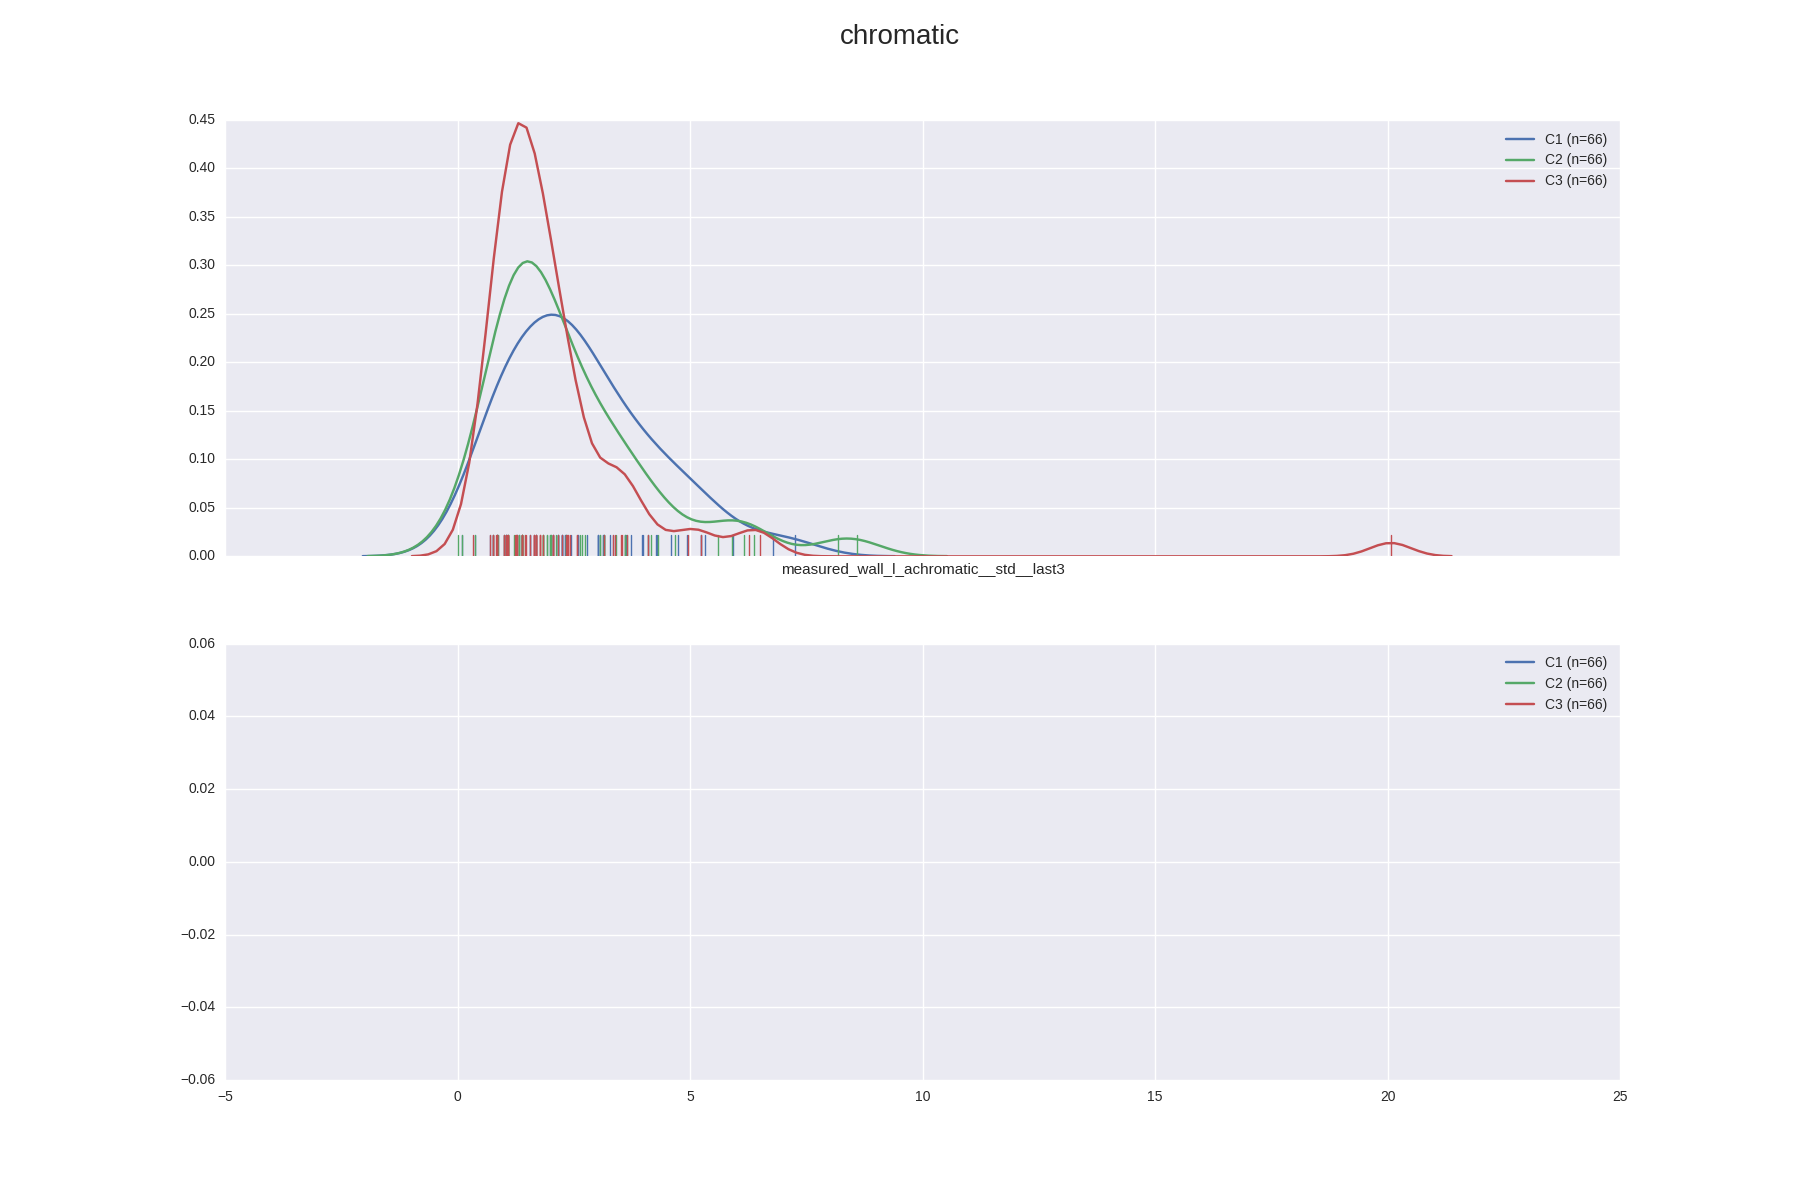 chromatic
0.45
0.40
0.35
0.30
0.25
0.20
0.15
0.10
0.05
0.00
C1 (n=66)
C2 (n=66)
C3 (n=66)
measured_wall_l_achromatic__std__last3
0.06
0.04
0.02
0.00
−0.02
−0.04
−0.06
C1 (n=66)
C2 (n=66)
C3 (n=66)
−5 0 5 10 15 20 25